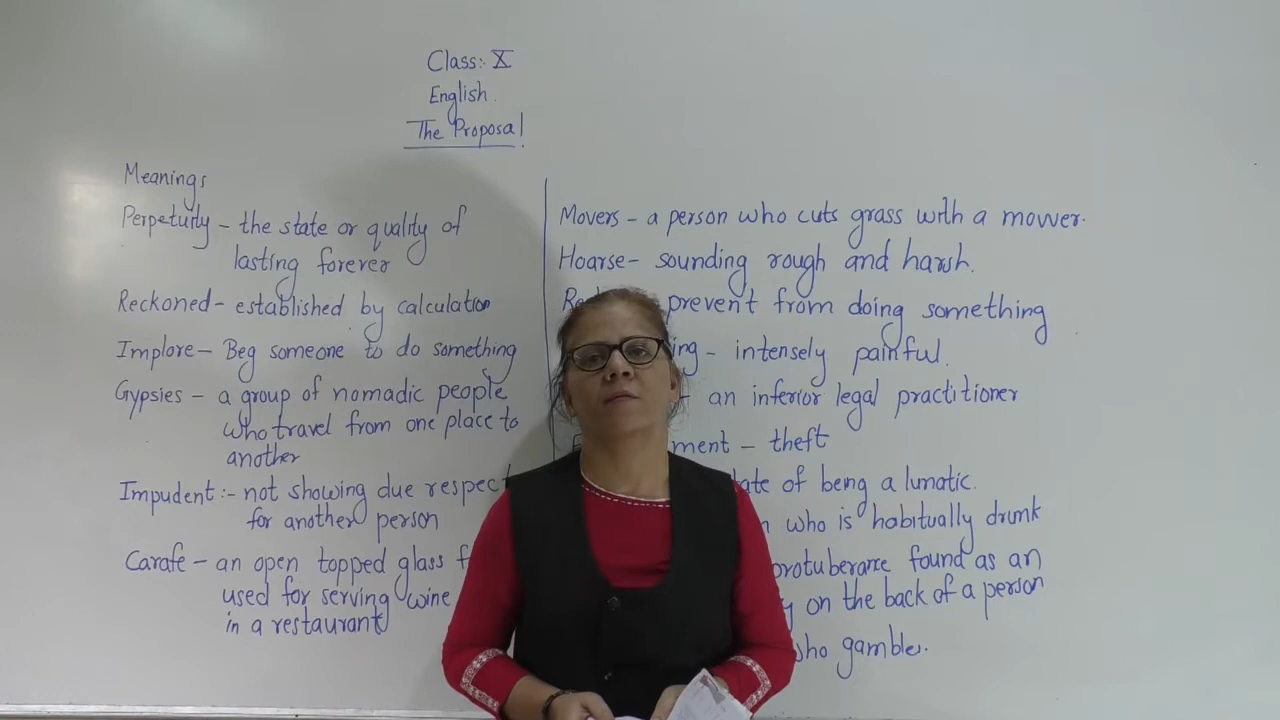 Class:- X
English.
The Proposal
Meanings
Perpetuity - the state or quality of
lasting forever
Reckoned - established by calculation
Implore - Beg someone to do something
Gypsies - a group of nomadic people
who travel from one place to
another
Impudent :- not showing due respect
for another person
Carafe - an open topped glass
used for serving wine
in a restaurant
Movers - a person who cuts grass with a mower.
Hoarse - sounding rough and harsh.
prevent from doing something
- intensely painful.
- an inferior legal practitioner
- theft
of being a lunatic.
who is habitually drunk
protuberance found as an
on the back of a person
who gamble.